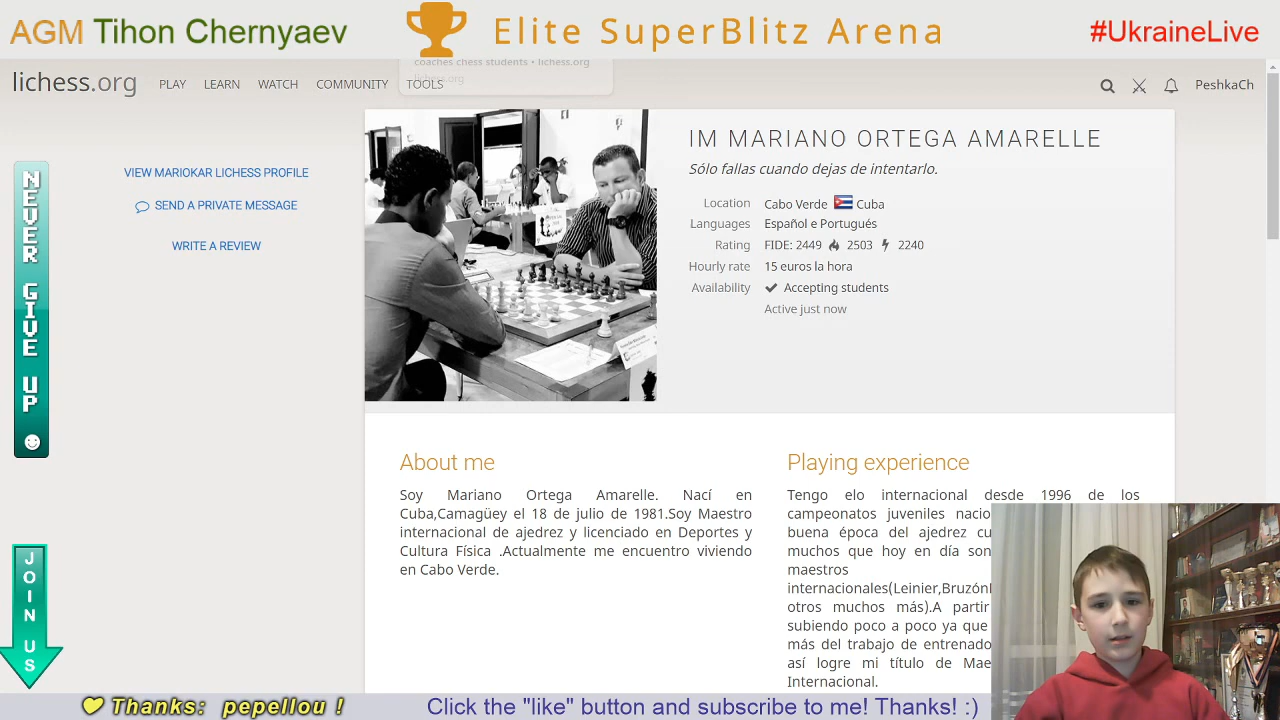 AGM Tihon Chernyaev
Elite SuperBlitz Arena
#UkraineLive
coaches chess students • lichess.org
lichess.org
lichess.org
PLAY LEARN WATCH COMMUNITY TOOLS
PeshkaCh
NEVER GIVE UP
VIEW MARIOKAR LICHESS PROFILE
SEND A PRIVATE MESSAGE
WRITE A REVIEW
IM MARIANO ORTEGA AMARELLE
Sólo fallas cuando dejas de intentarlo.
Location Cabo Verde Cuba
Languages Español e Portugués
Rating FIDE: 2449 2503 2240
Hourly rate 15 euros la hora
Availability Accepting students
Active just now
About me
Soy Mariano Ortega Amarelle. Nací en
Cuba,Camagüey el 18 de julio de 1981.Soy Maestro
internacional de ajedrez y licenciado en Deportes y
Cultura Física .Actualmente me encuentro viviendo
en Cabo Verde.
Playing experience
Tengo elo internacional desde 1996 de los
campeonatos juveniles nacio
buena época del ajedrez cu
muchos que hoy en día son
maestros
internacionales(Leinier,Bruzón
otros muchos más).A partir
subiendo poco a poco ya que
más del trabajo de entrenado
así logre mi título de Mae
Internacional.
JOIN US
Thanks: pepellou !
Click the "like" button and subscribe to me! Thanks! :)